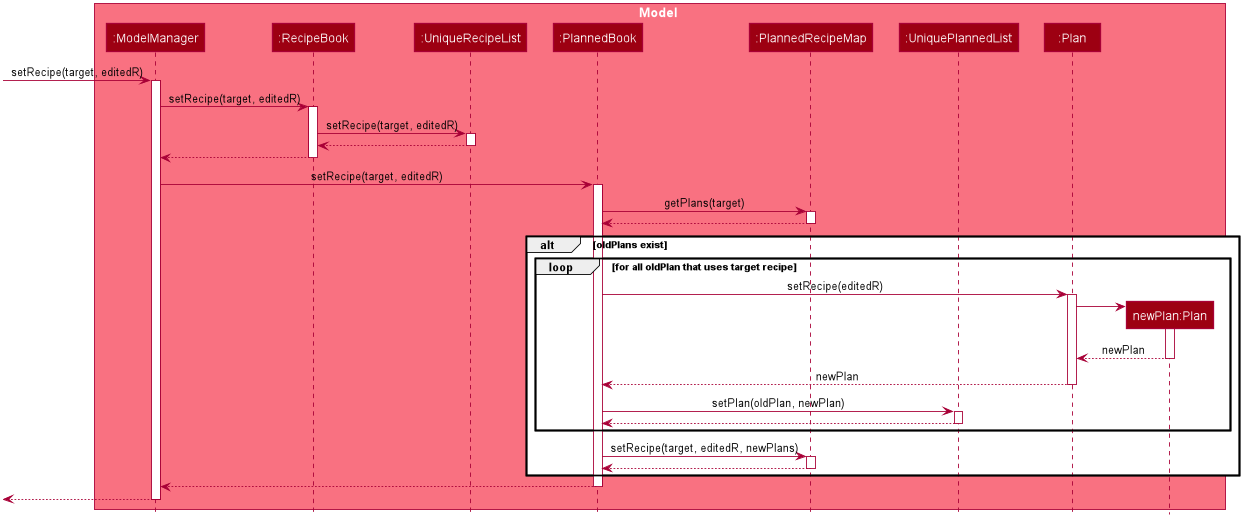 Model
:ModelManager
:RecipeBook
:UniqueRecipeList
:PlannedBook
:PlannedRecipeMap
:UniquePlannedList
:Plan
setRecipe(target, editedR)
setRecipe(target, editedR)
setRecipe(target, editedR)
setRecipe(target, editedR)
getPlans(target)
alt [oldPlans exist]
loop [for all oldPlan that uses target recipe]
setRecipe(editedR)
newPlan:Plan
newPlan
newPlan
setPlan(oldPlan, newPlan)
setRecipe(target, editedR, newPlans)